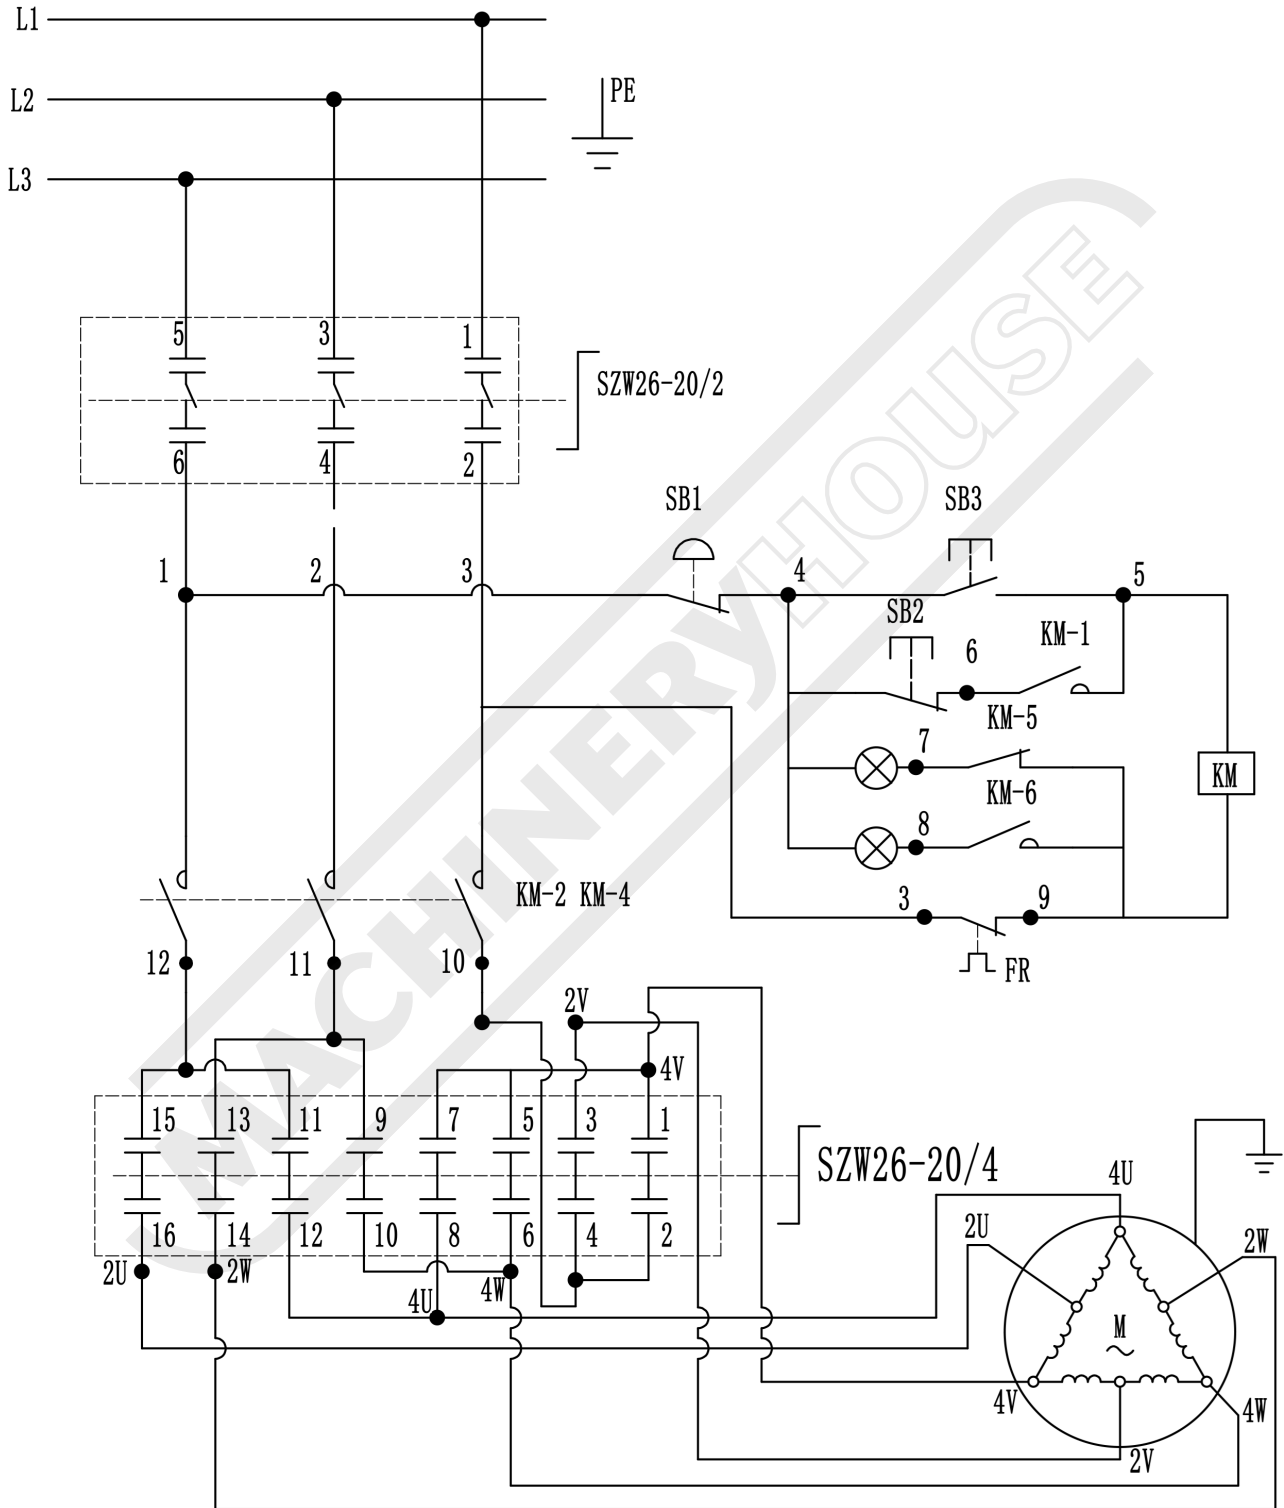 L1
L2
PE
L3
5 3 1
SZW26-20/2
6 4 2
SB1 SB3
1 2 3 4 5
SB2
6 KM-1
KM-5
7
KM-6 KM
8
KM-2 KM-4 3 9
12 11 10 FR
2V
4V
15 13 11 9 7 5 3 1
SZW26-20/4
4U
16 14 12 10 8 6 4 2
2U 2W
2U 2W 4U 4W
M
4V 4W
2V
MACHINERYHOUSE